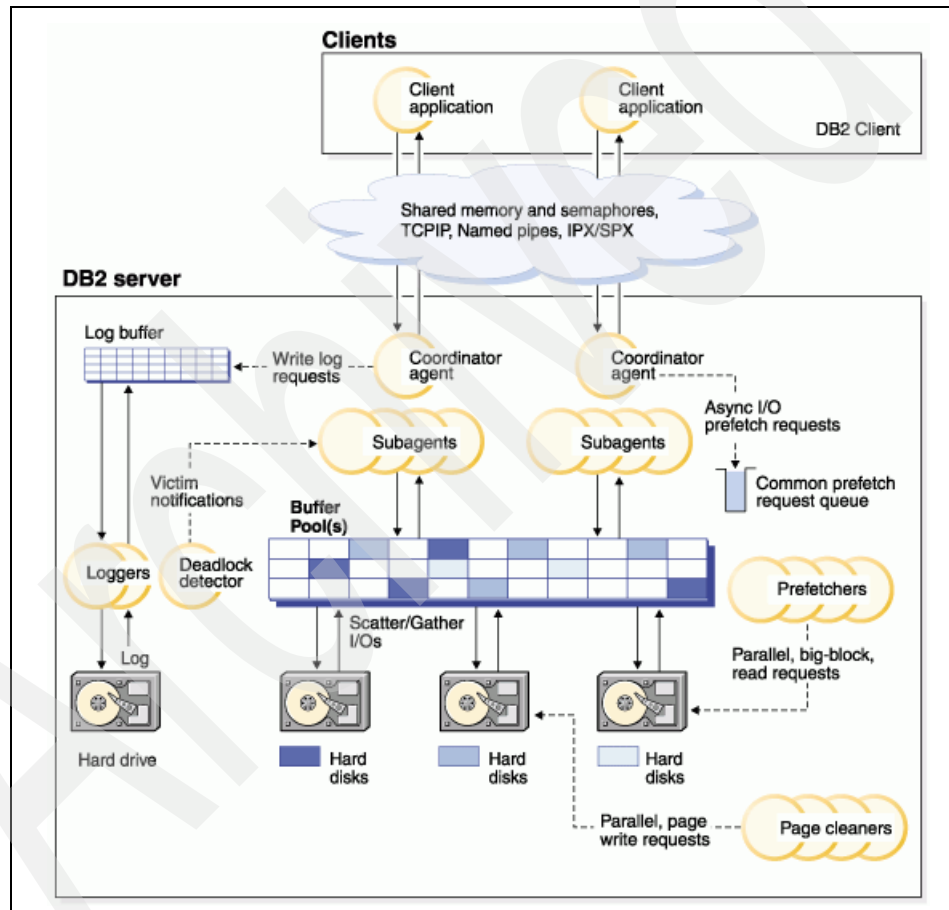 Clients
Client
application
Client
application
DB2 Client
Shared memory and semaphores,
TCPIP, Named pipes, IPX/SPX
DB2 server
Log buffer
Write log
requests
Coordinator
agent
Coordinator
agent
Async I/O
prefetch requests
Subagents
Subagents
Common prefetch
request queue
Victim
notifications
Buffer
Pool(s)
Loggers
Deadlock
detector
Prefetchers
Scatter/Gather
I/Os
Log
Parallel, big-block,
read requests
Hard drive
Hard
disks
Hard
disks
Hard
disks
Parallel, page
write requests
Page cleaners
Archived